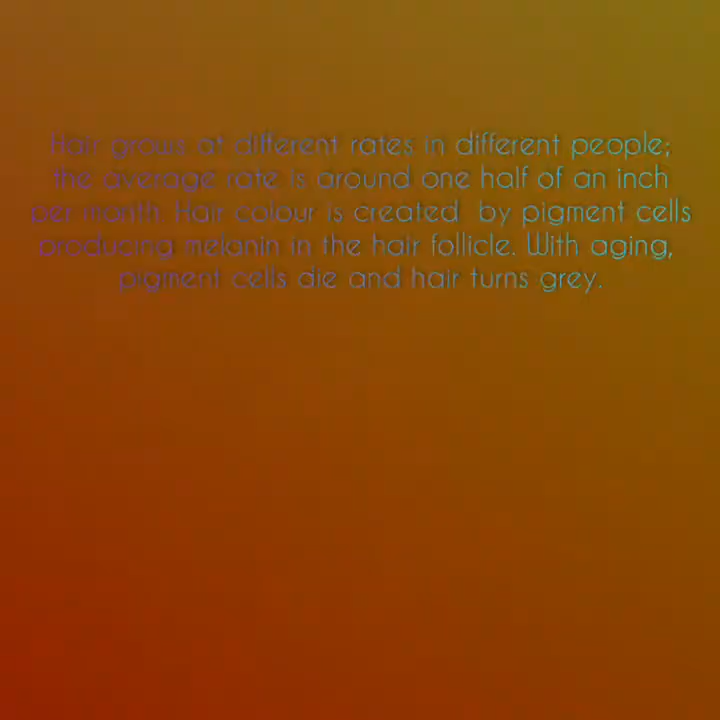 Hair grows at different rates in different people;
the average rate is around one half of an inch
per month. Hair colour is created by pigment cells
producing melanin in the hair follicle. With aging,
pigment cells die and hair turns grey.